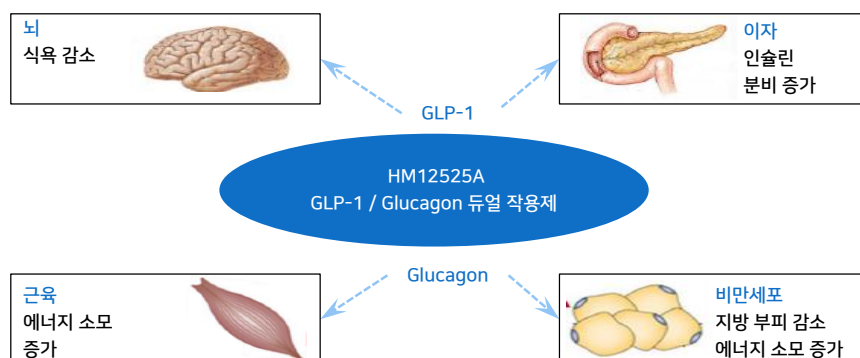 뇌
식욕 감소
이자
인슐린
분비 증가
GLP-1
HM12525A
GLP-1 / Glucagon 듀얼 작용제
Glucagon
근육
에너지 소모
증가
비만세포
지방 부피 감소
에너지 소모 증가